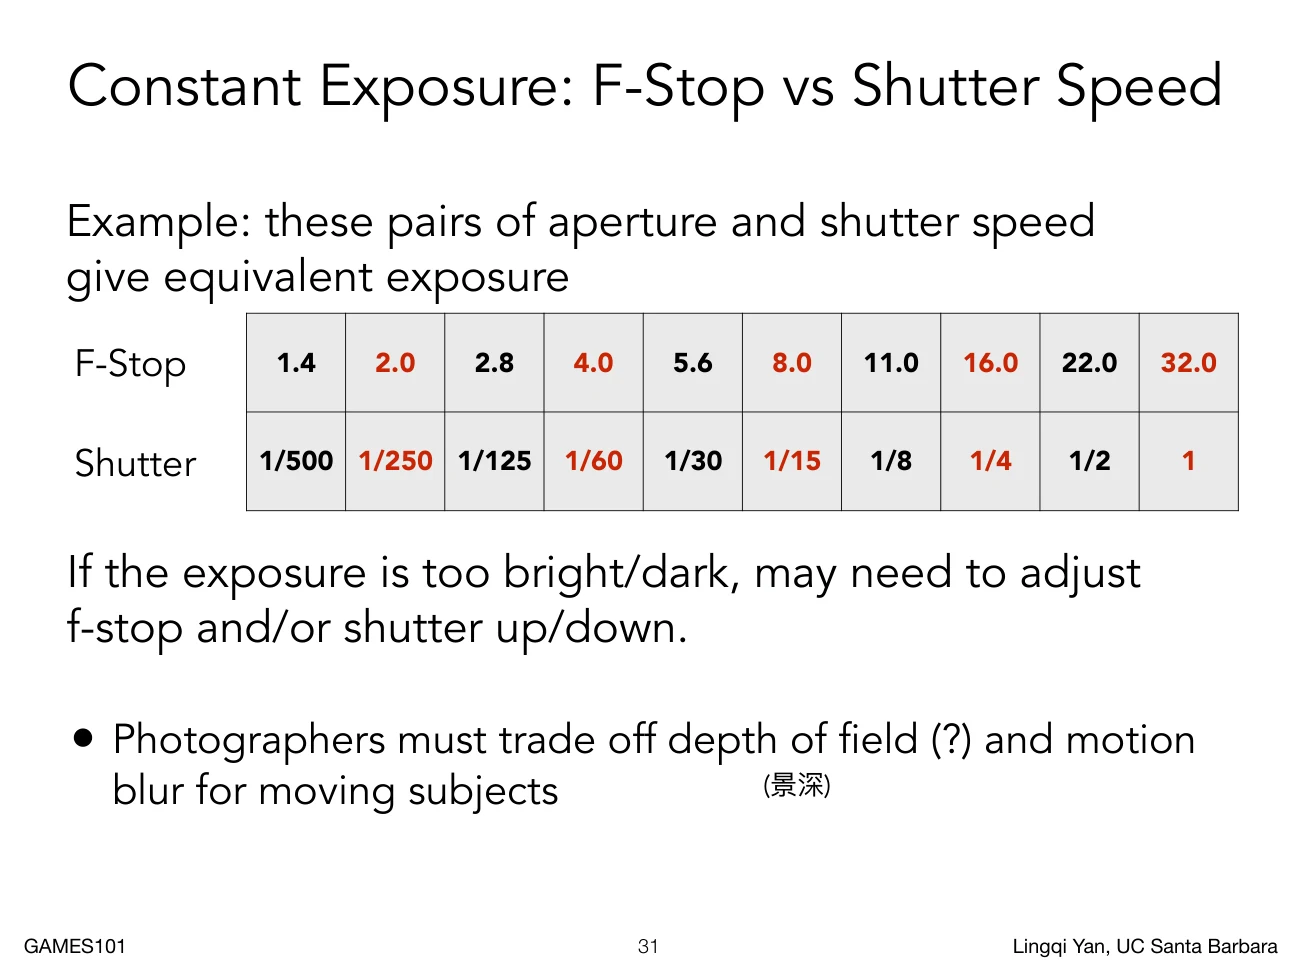 Constant Exposure: F-Stop vs Shutter Speed
Example: these pairs of aperture and shutter speed
give equivalent exposure
F-Stop 1.4 2.0 2.8 4.0 5.6 8.0 11.0 16.0 22.0 32.0
Shutter 1/500 1/250 1/125 1/60 1/30 1/15 1/8 1/4 1/2 1
If the exposure is too bright/dark, may need to adjust
f-stop and/or shutter up/down.
• Photographers must trade off depth of field (?) and motion
blur for moving subjects (景深)
GAMES101 31 Lingqi Yan, UC Santa Barbara